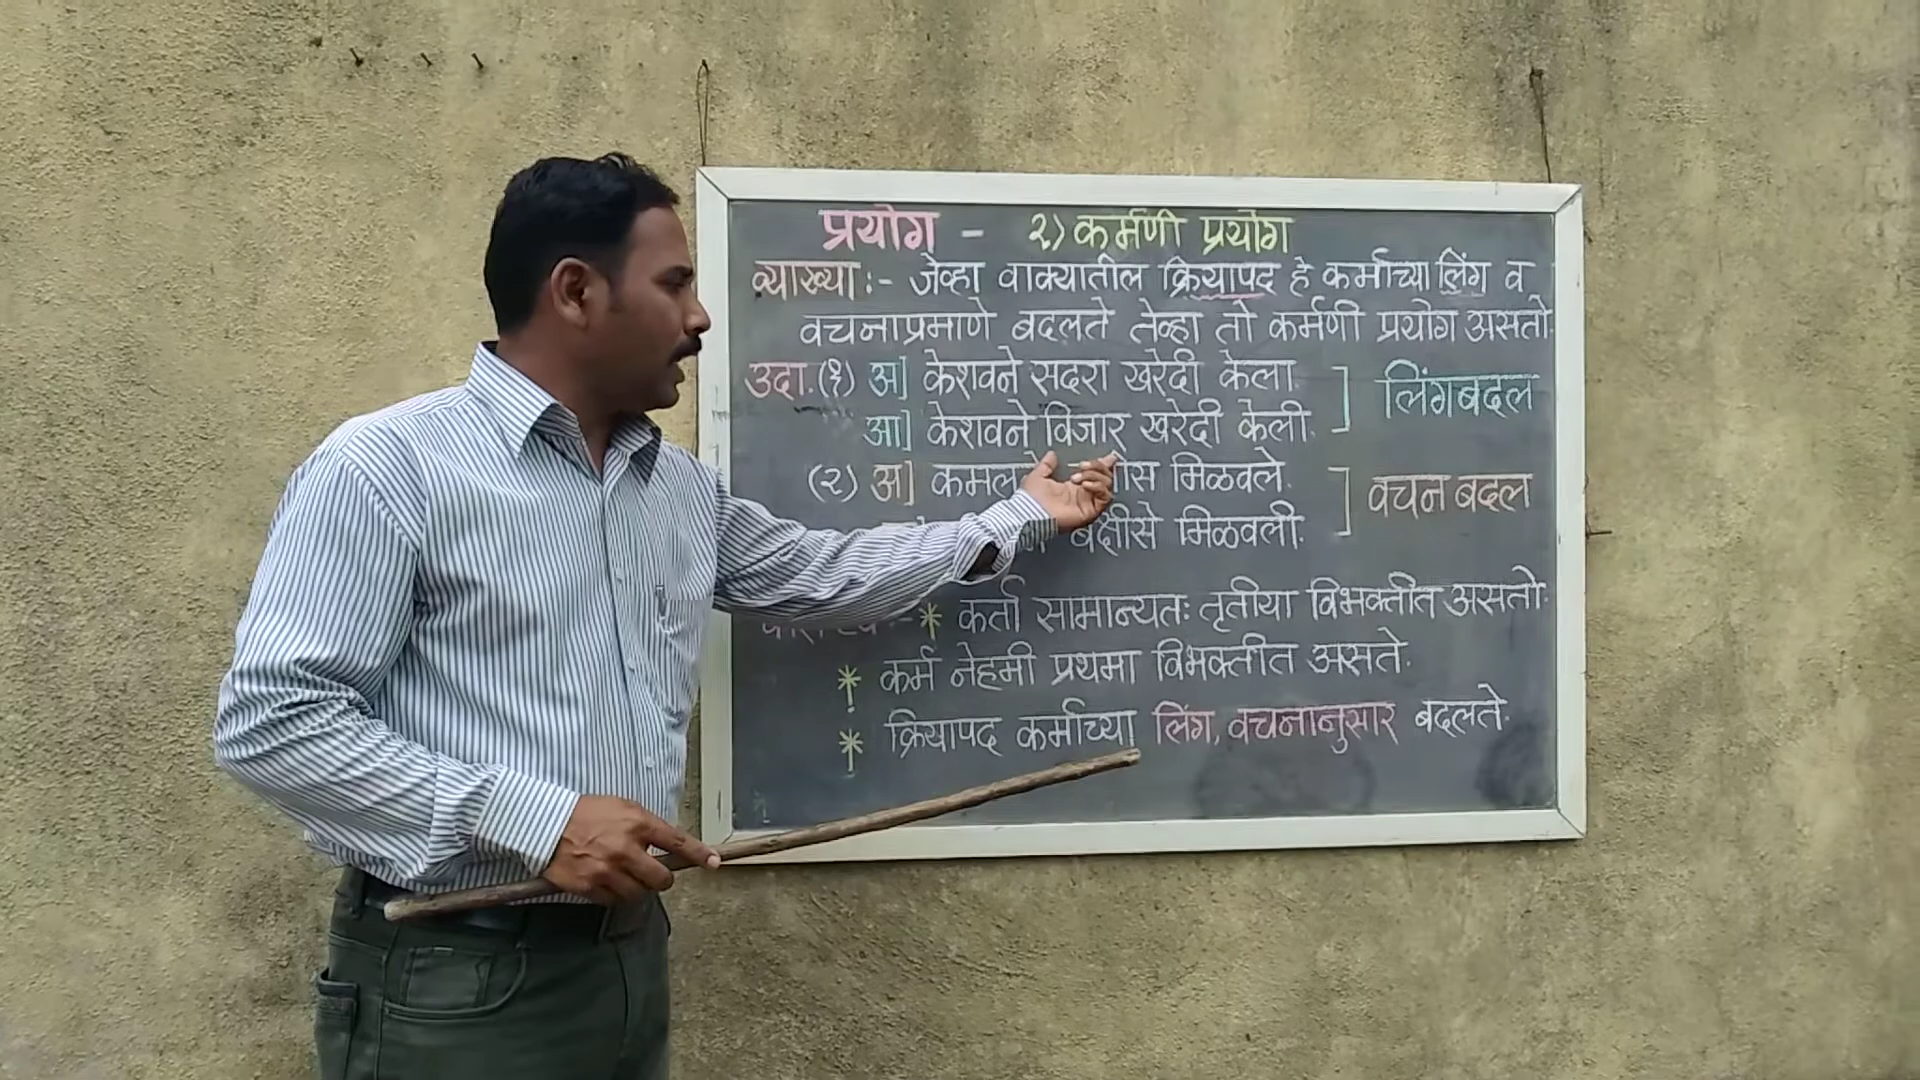 प्रयोग - २) कर्मणी प्रयोग
व्याख्या :- जेव्हा वाक्यातील क्रियापद हे कर्माच्या लिंग व
वचनाप्रमाणे बदलते तेव्हा तो कर्मणी प्रयोग असतो.
उदा. (१) अ] केशवने सदरा खरेदी केला. ] लिंगबदल
आ] केशवने विजार खरेदी केली.
(२) अ] मिळवले. ] वचन बदल
बक्षीसे मिळवली.
* कर्ता सामान्यतः तृतीया विभक्तीत असतो.
* कर्म नेहमी प्रथमा विभक्तीत असते.
* क्रियापद कर्माच्या लिंग, वचनानुसार बदलते.